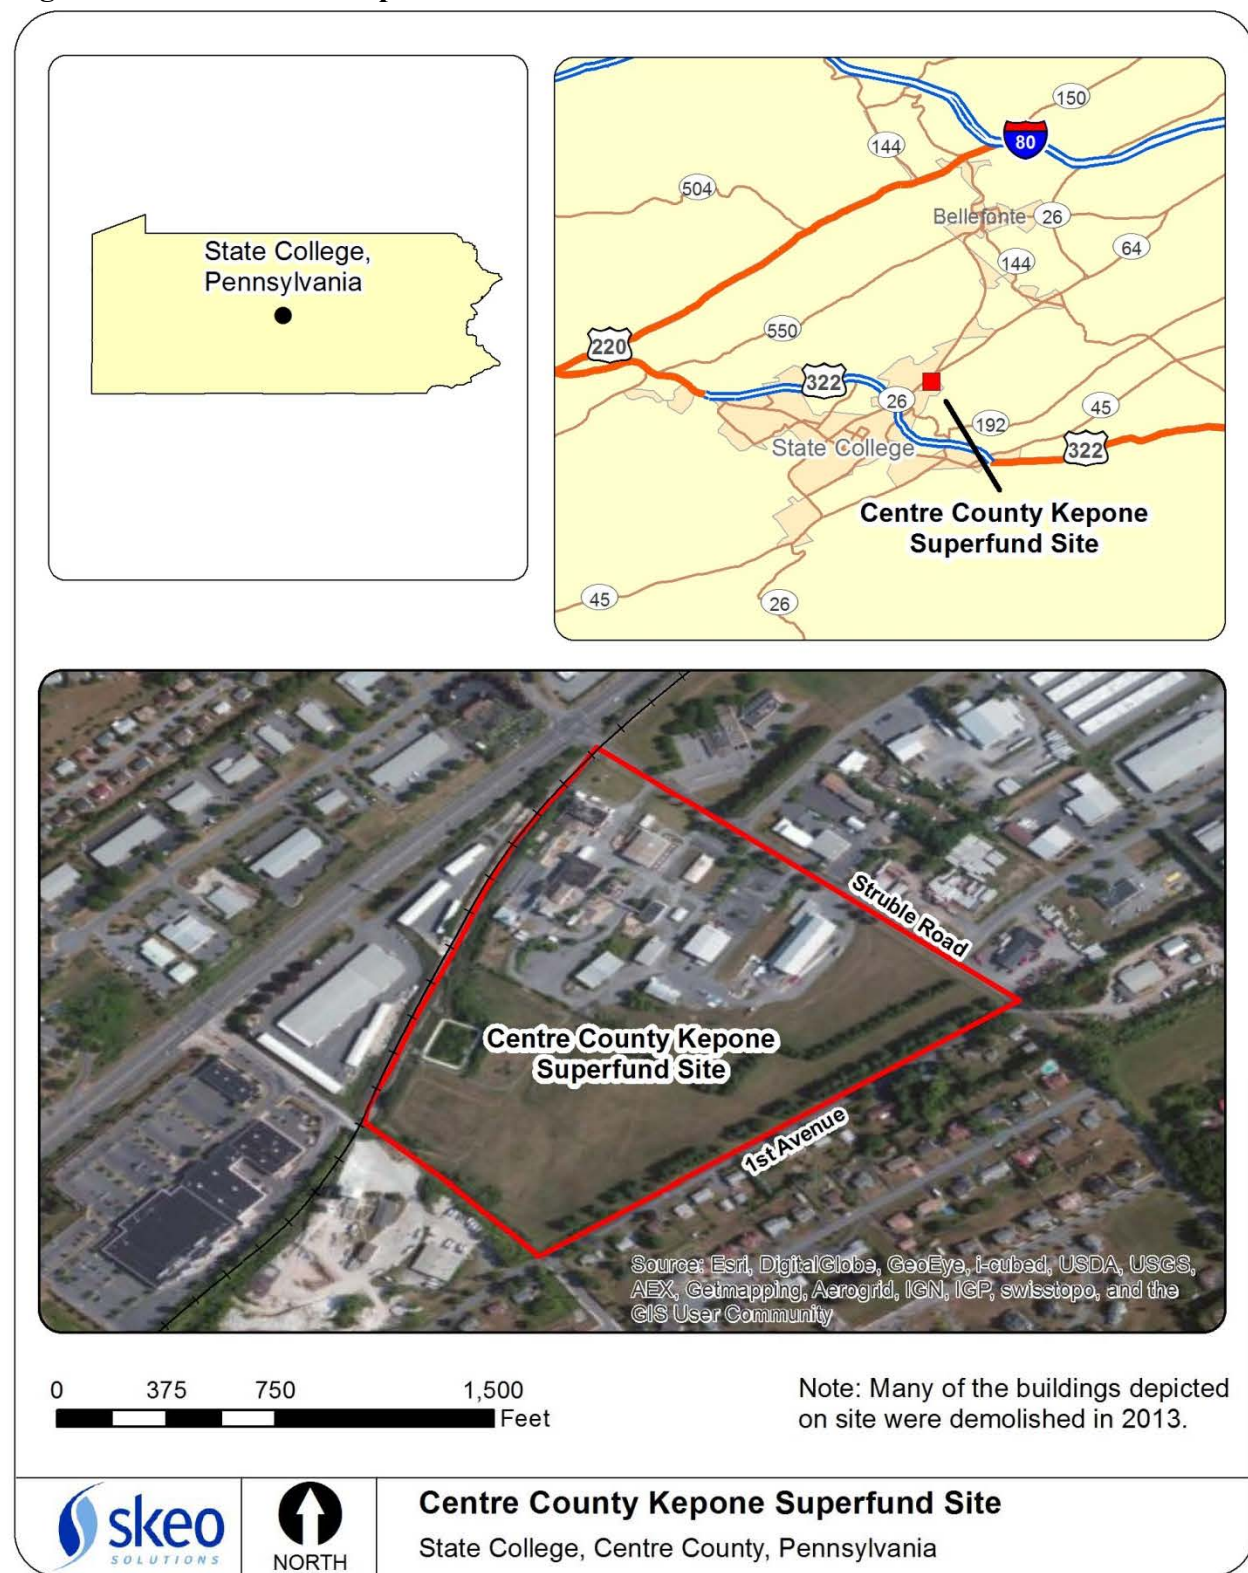 State College,
Pennsylvania
150
80
144
504
Bellefonte
26
64
144
550
220
322
26
192
45
State College
322
Centre County Kepone
Superfund Site
45
26
Struble Road
Centre County Kepone
Superfund Site
1st Avenue
Source: Esri, DigitalGlobe, GeoEye, i-cubed, USDA, USGS,
AEX, Getmapping, Aerogrid, IGN, IGP, swisstopo, and the
GIS User Community
0 375 750 1,500
Feet
Note: Many of the buildings depicted
on site were demolished in 2013.
skeo
SOLUTIONS
NORTH
Centre County Kepone Superfund Site
State College, Centre County, Pennsylvania